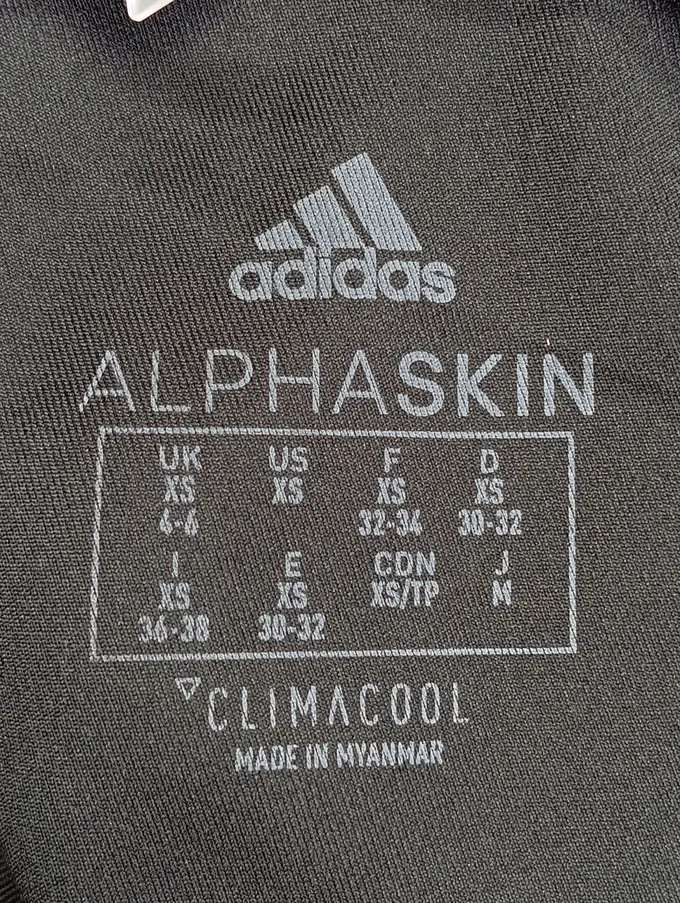 adidas
ALPHASKIN
UK US F D
XS XS XS XS
4-6 32-34 30-32
I E CDN J
XS XS XS/TP M
36-38 30-32
CLIMACOOL
MADE IN MYANMAR